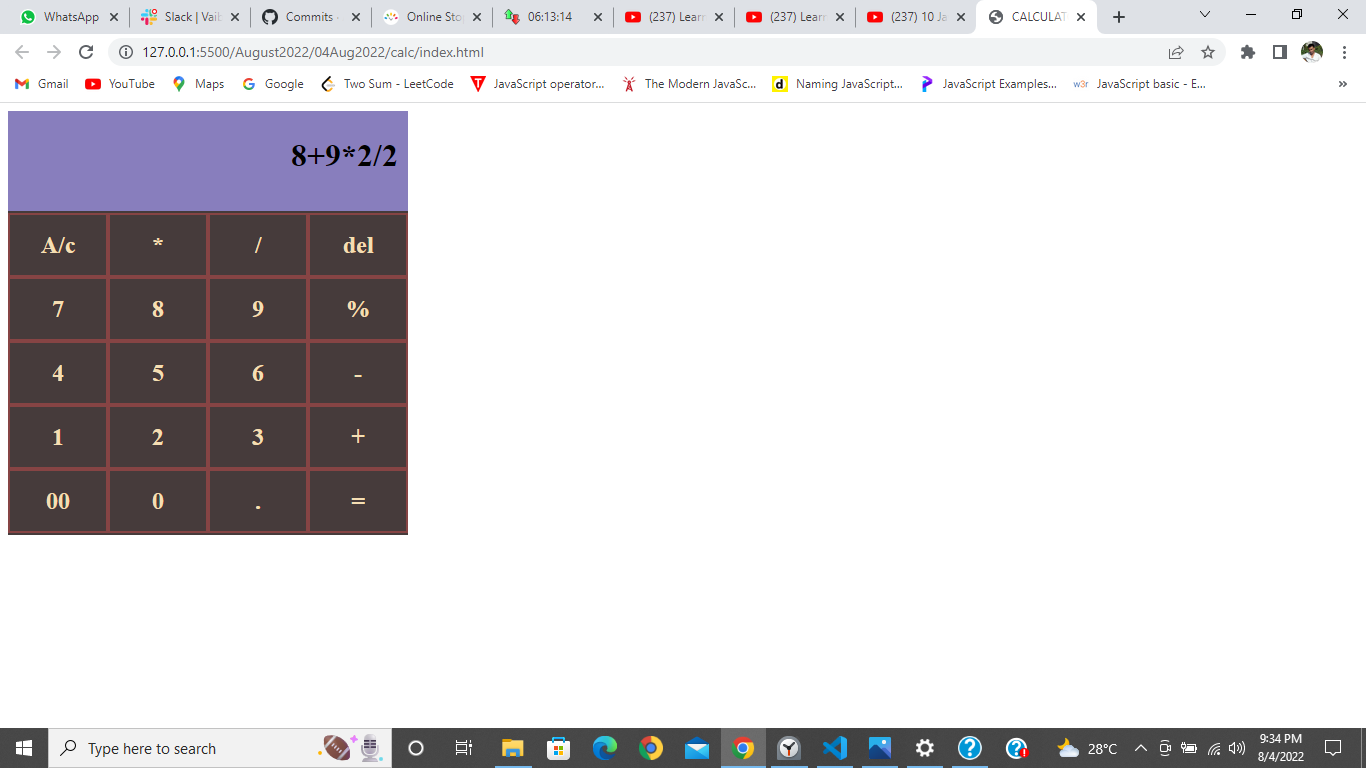 WhatsApp
Slack | Vaib
Commits
Online Stop
06:13:14
(237) Learn
(237) Learn
(237) 10 Ja
CALCULAT
127.0.0.1:5500/August2022/04Aug2022/calc/index.html
Gmail
YouTube
Maps
Google
Two Sum - LeetCode
JavaScript operator...
The Modern JavaSc...
d
Naming JavaScript...
JavaScript Examples...
w3r
JavaScript basic - E...
»
8+9*2/2
A/c * / del
7 8 9 %
4 5 6 -
1 2 3 +
00 0 . =
Type here to search
28°C
9:34 PM
8/4/2022